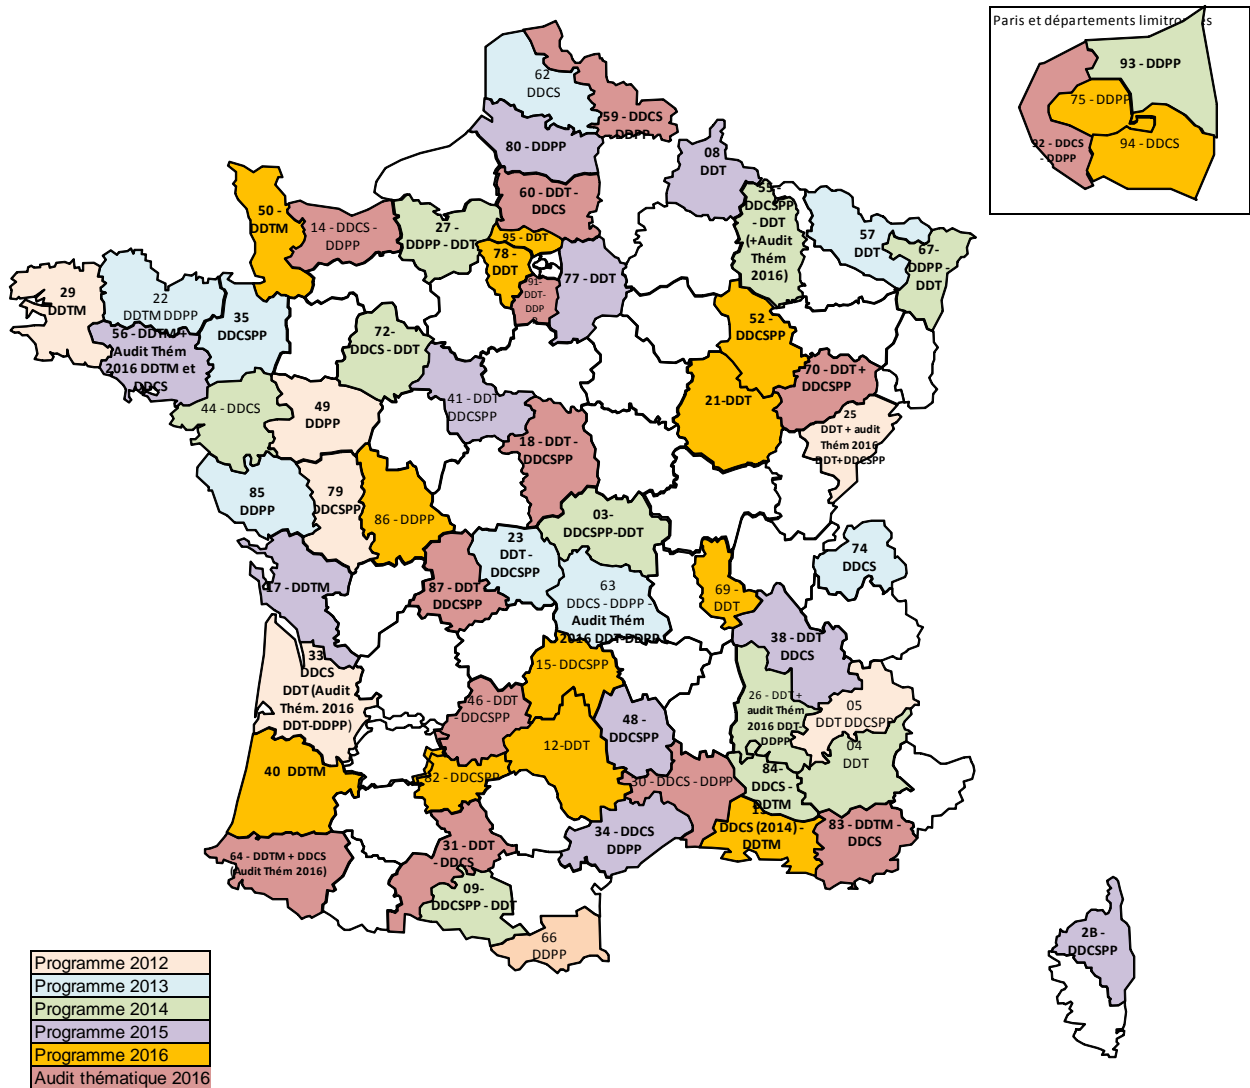 Paris et départements limitro es
93 - DDPP
75 - DDPP
94 - DDCS
92 - DDCS
- DDPP
62
DDCS
59 - DDCS
DDPP
80 - DDPP
08
DDT
60 - DDT -
DDCS
55-
DDCSPP
- DDT
(+Audit
Thém
2016)
57
DDT
67-
DDPP -
DDT
50 -
DDTM
14 - DDCS -
DDPP
27 -
DDPP - DDT
95 - DDT
78 -
DDT
91-
DDT-
DDP
77 - DDT
29
DDTM
22
DDTM DDPP
35
DDCSPP
56 - DDTM +
Audit Thém
2016 DDTM et
DDCS
72-
DDCS - DDT
52 -
DDCSPP
70 - DDT +
DDCSPP
41 - DDT
DDCSPP
21-DDT
25
DDT + audit
Thém 2016
DDT+DDCSPP
44 - DDCS
49
DDPP
18 - DDT -
DDCSPP
85
DDPP
79
DDCSPP
86 - DDPP
03-
DDCSPP-DDT
23
DDT -
DDCSPP
74
DDCS
17 - DDTM
87 - DDT
DDCSPP
63
DDCS - DDPP -
Audit Thém
2016 DDT-DDPP
69 -
DDT
38 - DDT
DDCS
33
DDCS
DDT (Audit
Thém. 2016
DDT-DDPP)
15- DDCSPP
46 - DDT
- DDCSPP
48 -
DDCSPP
26 - DDT +
audit Thém
2016 DDT-
DDPP
05
DDT DDCSPP
04
DDT
12-DDT
40 DDTM
82 - DDCSPP
30 - DDCS - DDPP
84-
DDCS -
DDTM
DDCS (2014) -
DDTM
83 - DDTM -
DDCS
34 - DDCS
DDPP
31 - DDT
- DDCS
64 - DDTM + DDCS
(Audit Thém 2016)
09-
DDCSPP - DDT
66
DDPP
2B -
DDCSPP
Programme 2012
Programme 2013
Programme 2014
Programme 2015
Programme 2016
Audit thématique 2016